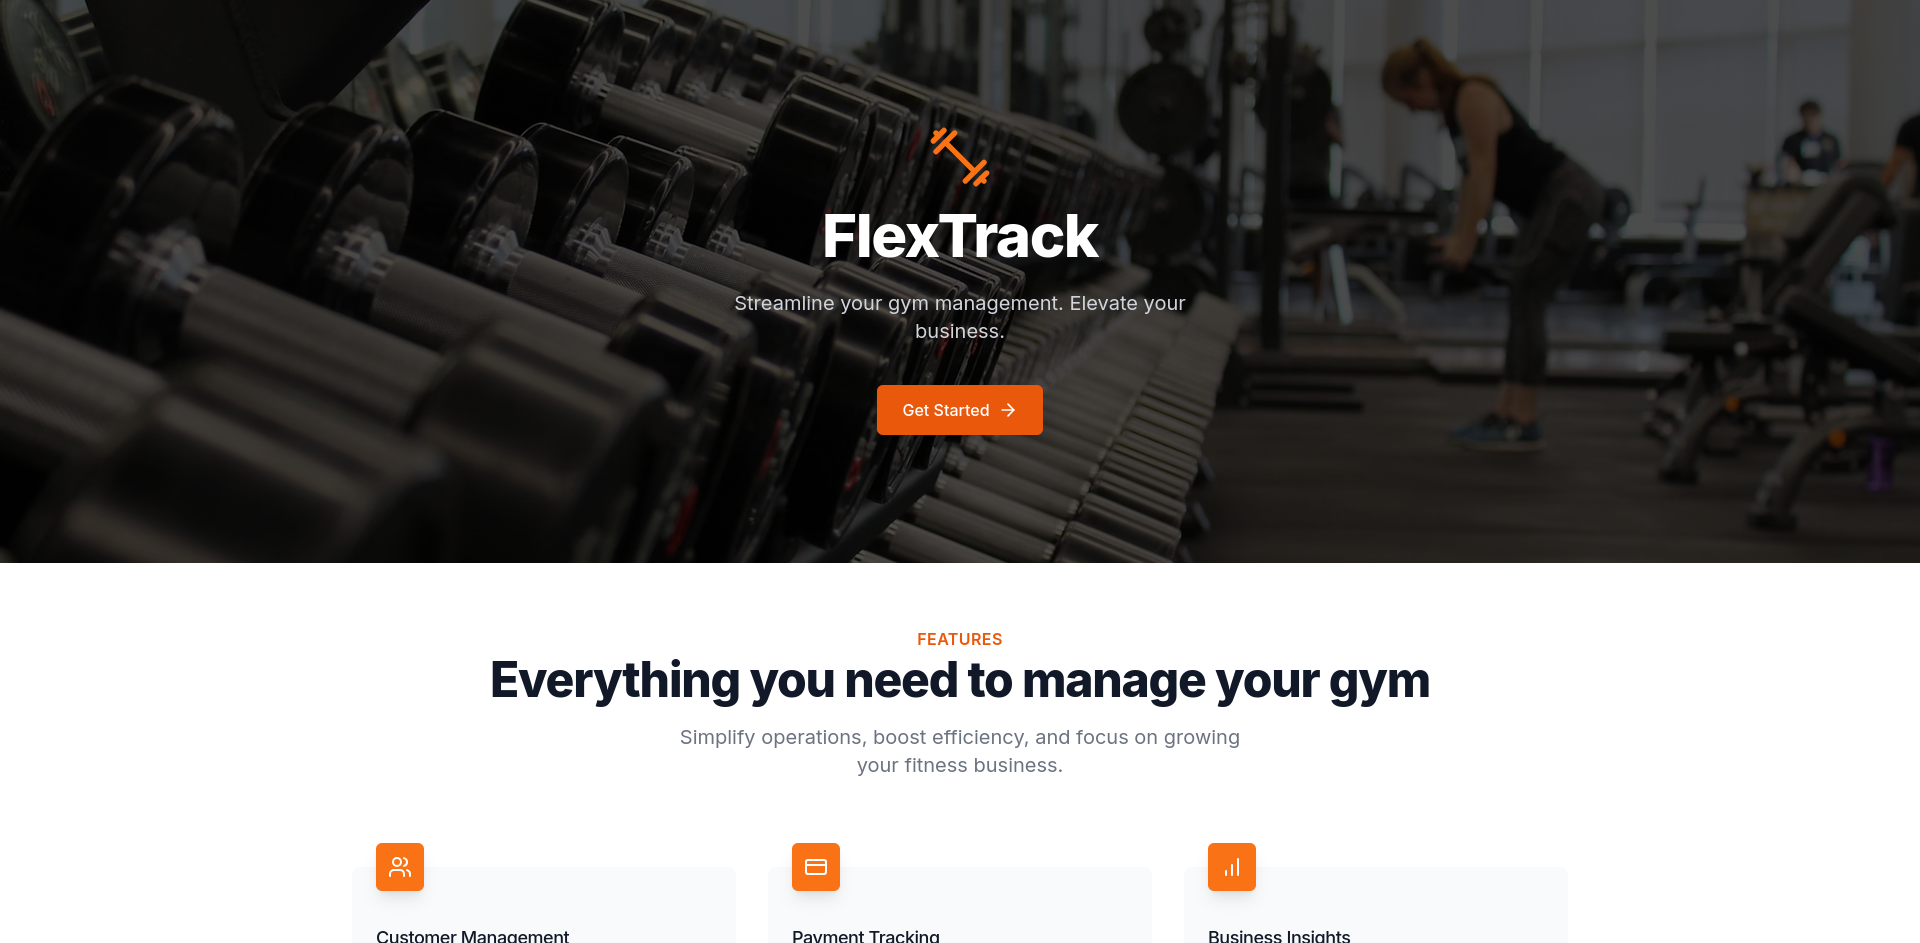 FlexTrack
Streamline your gym management. Elevate your
business.
Get Started
FEATURES
Everything you need to manage your gym
Simplify operations, boost efficiency, and focus on growing
your fitness business.
Customer Management
Payment Tracking
Business Insights